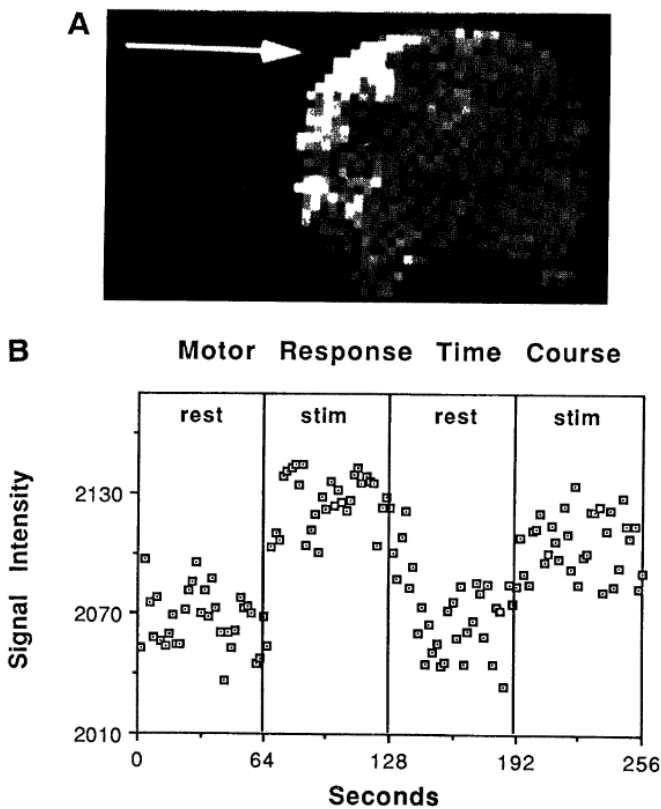 A
B
Motor Response Time Course
rest stim rest stim
Signal Intensity
2130
2070
2010
0 64 128 192 256
Seconds